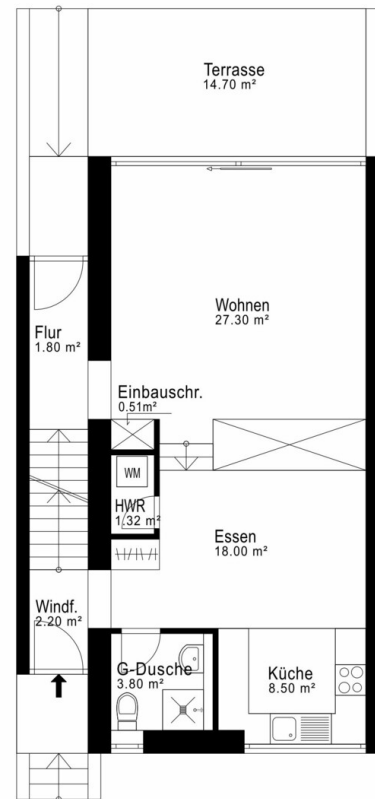 Terrasse
14.70 m²
Wohnen
27.30 m²
Flur
1.80 m²
Einbauschr.
0.51m²
WM
HWR
1.32 m²
Essen
18.00 m²
Windf.
2.20 m²
G-Dusche
3.80 m²
Küche
8.50 m²